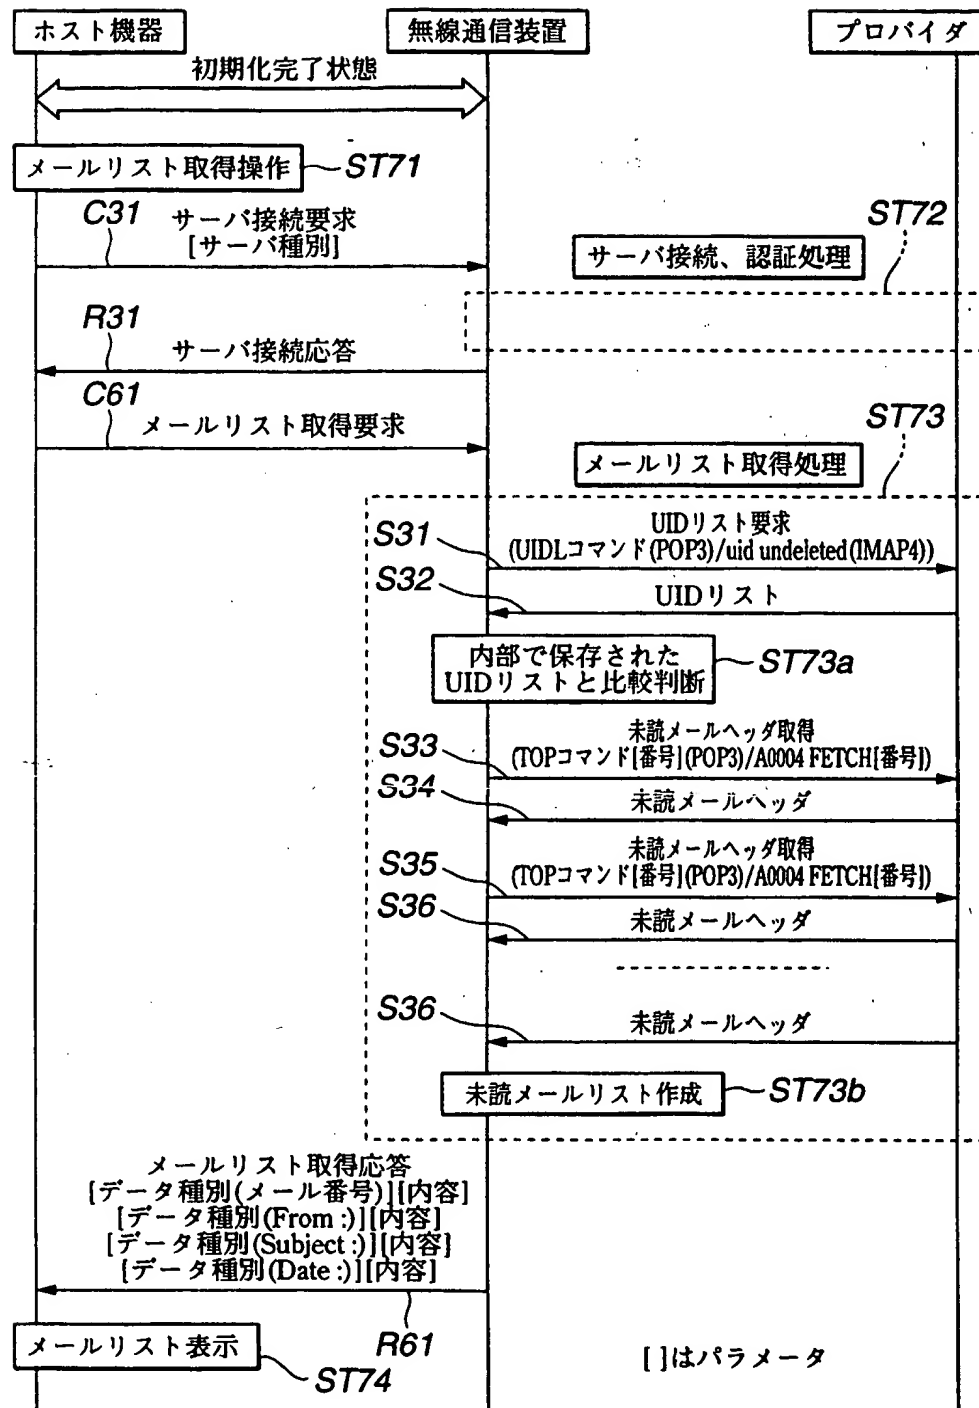 ホスト機器
無線通信装置
プロバイダ
初期化完了状態
メールリスト取得操作
ST71
C31
サーバ接続要求
[サーバ種別]
ST72
サーバ接続、認証処理
R31
サーバ接続応答
C61
メールリスト取得要求
ST73
メールリスト取得処理
S31
UIDリスト要求
(UIDLコマンド(POP3)/uid undeleted(IMAP4))
S32
UIDリスト
内部で保存された
UIDリストと比較判断
ST73a
S33
未読メールヘッダ取得
(TOPコマンド[番号](POP3)/A0004 FETCH[番号])
S34
未読メールヘッダ
S35
未読メールヘッダ取得
(TOPコマンド[番号](POP3)/A0004 FETCH[番号])
S36
未読メールヘッダ
S36
未読メールヘッダ
未読メールリスト作成
ST73b
メールリスト取得応答
[データ種別(メール番号)][内容]
[データ種別(From :)][内容]
[データ種別(Subject :)][内容]
[データ種別(Date :)][内容]
R61
メールリスト表示
ST74
[ ]はパラメータ